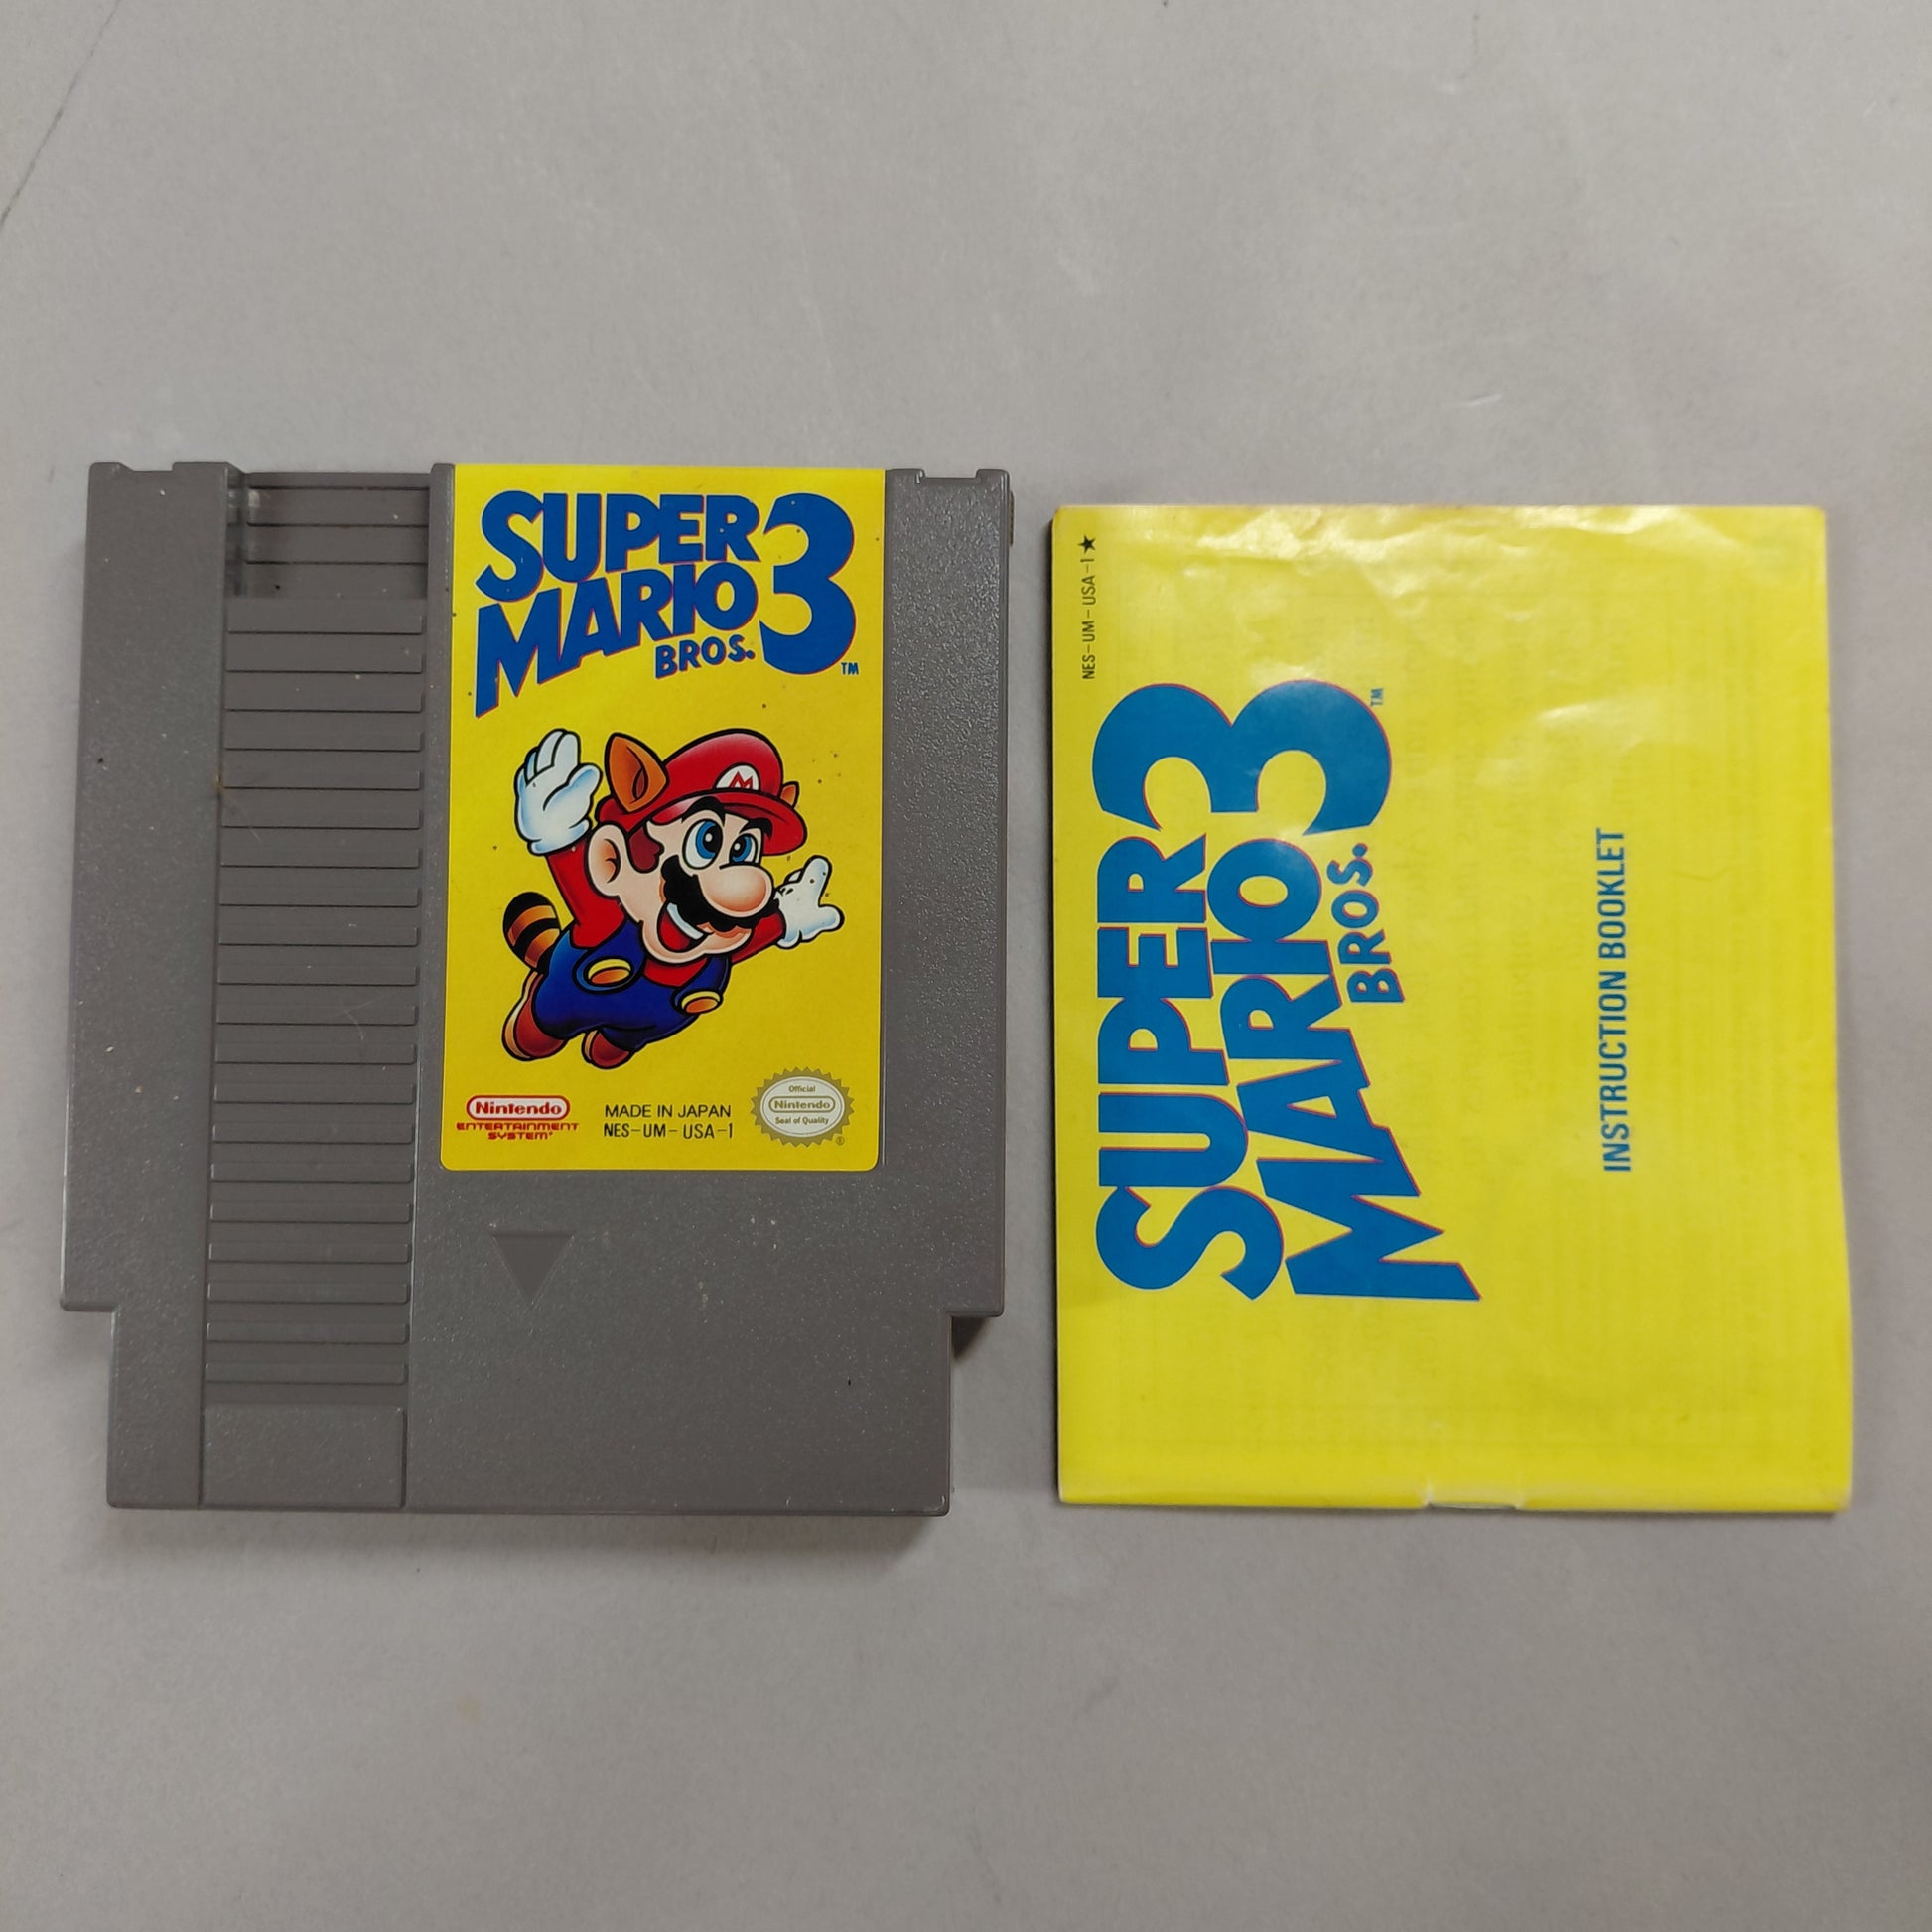 SUPER
MARIO 3
BROS.
TM
M
Nintendo
ENTERTAINMENT
SYSTEM®
MADE IN JAPAN
NES-UM-USA-1
Official
Nintendo
Seal of Quality
®
NES-UM-USA-1★
SUPER
MARIO 3
BROS.
TM
INSTRUCTION BOOKLET